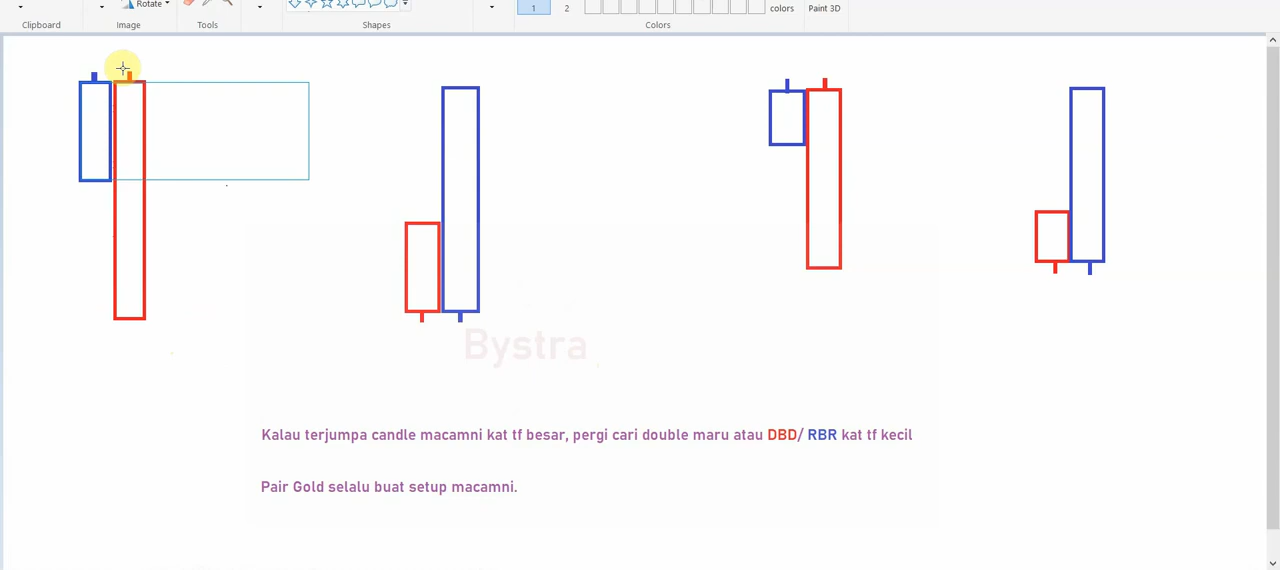 Rotate
1
2
colors
Paint 3D
Clipboard
Image
Tools
Shapes
Colors
Bystra
Kalau terjumpa candle macamni kat tf besar, pergi cari double maru atau DBD/ RBR kat tf kecil
Pair Gold selalu buat setup macamni.